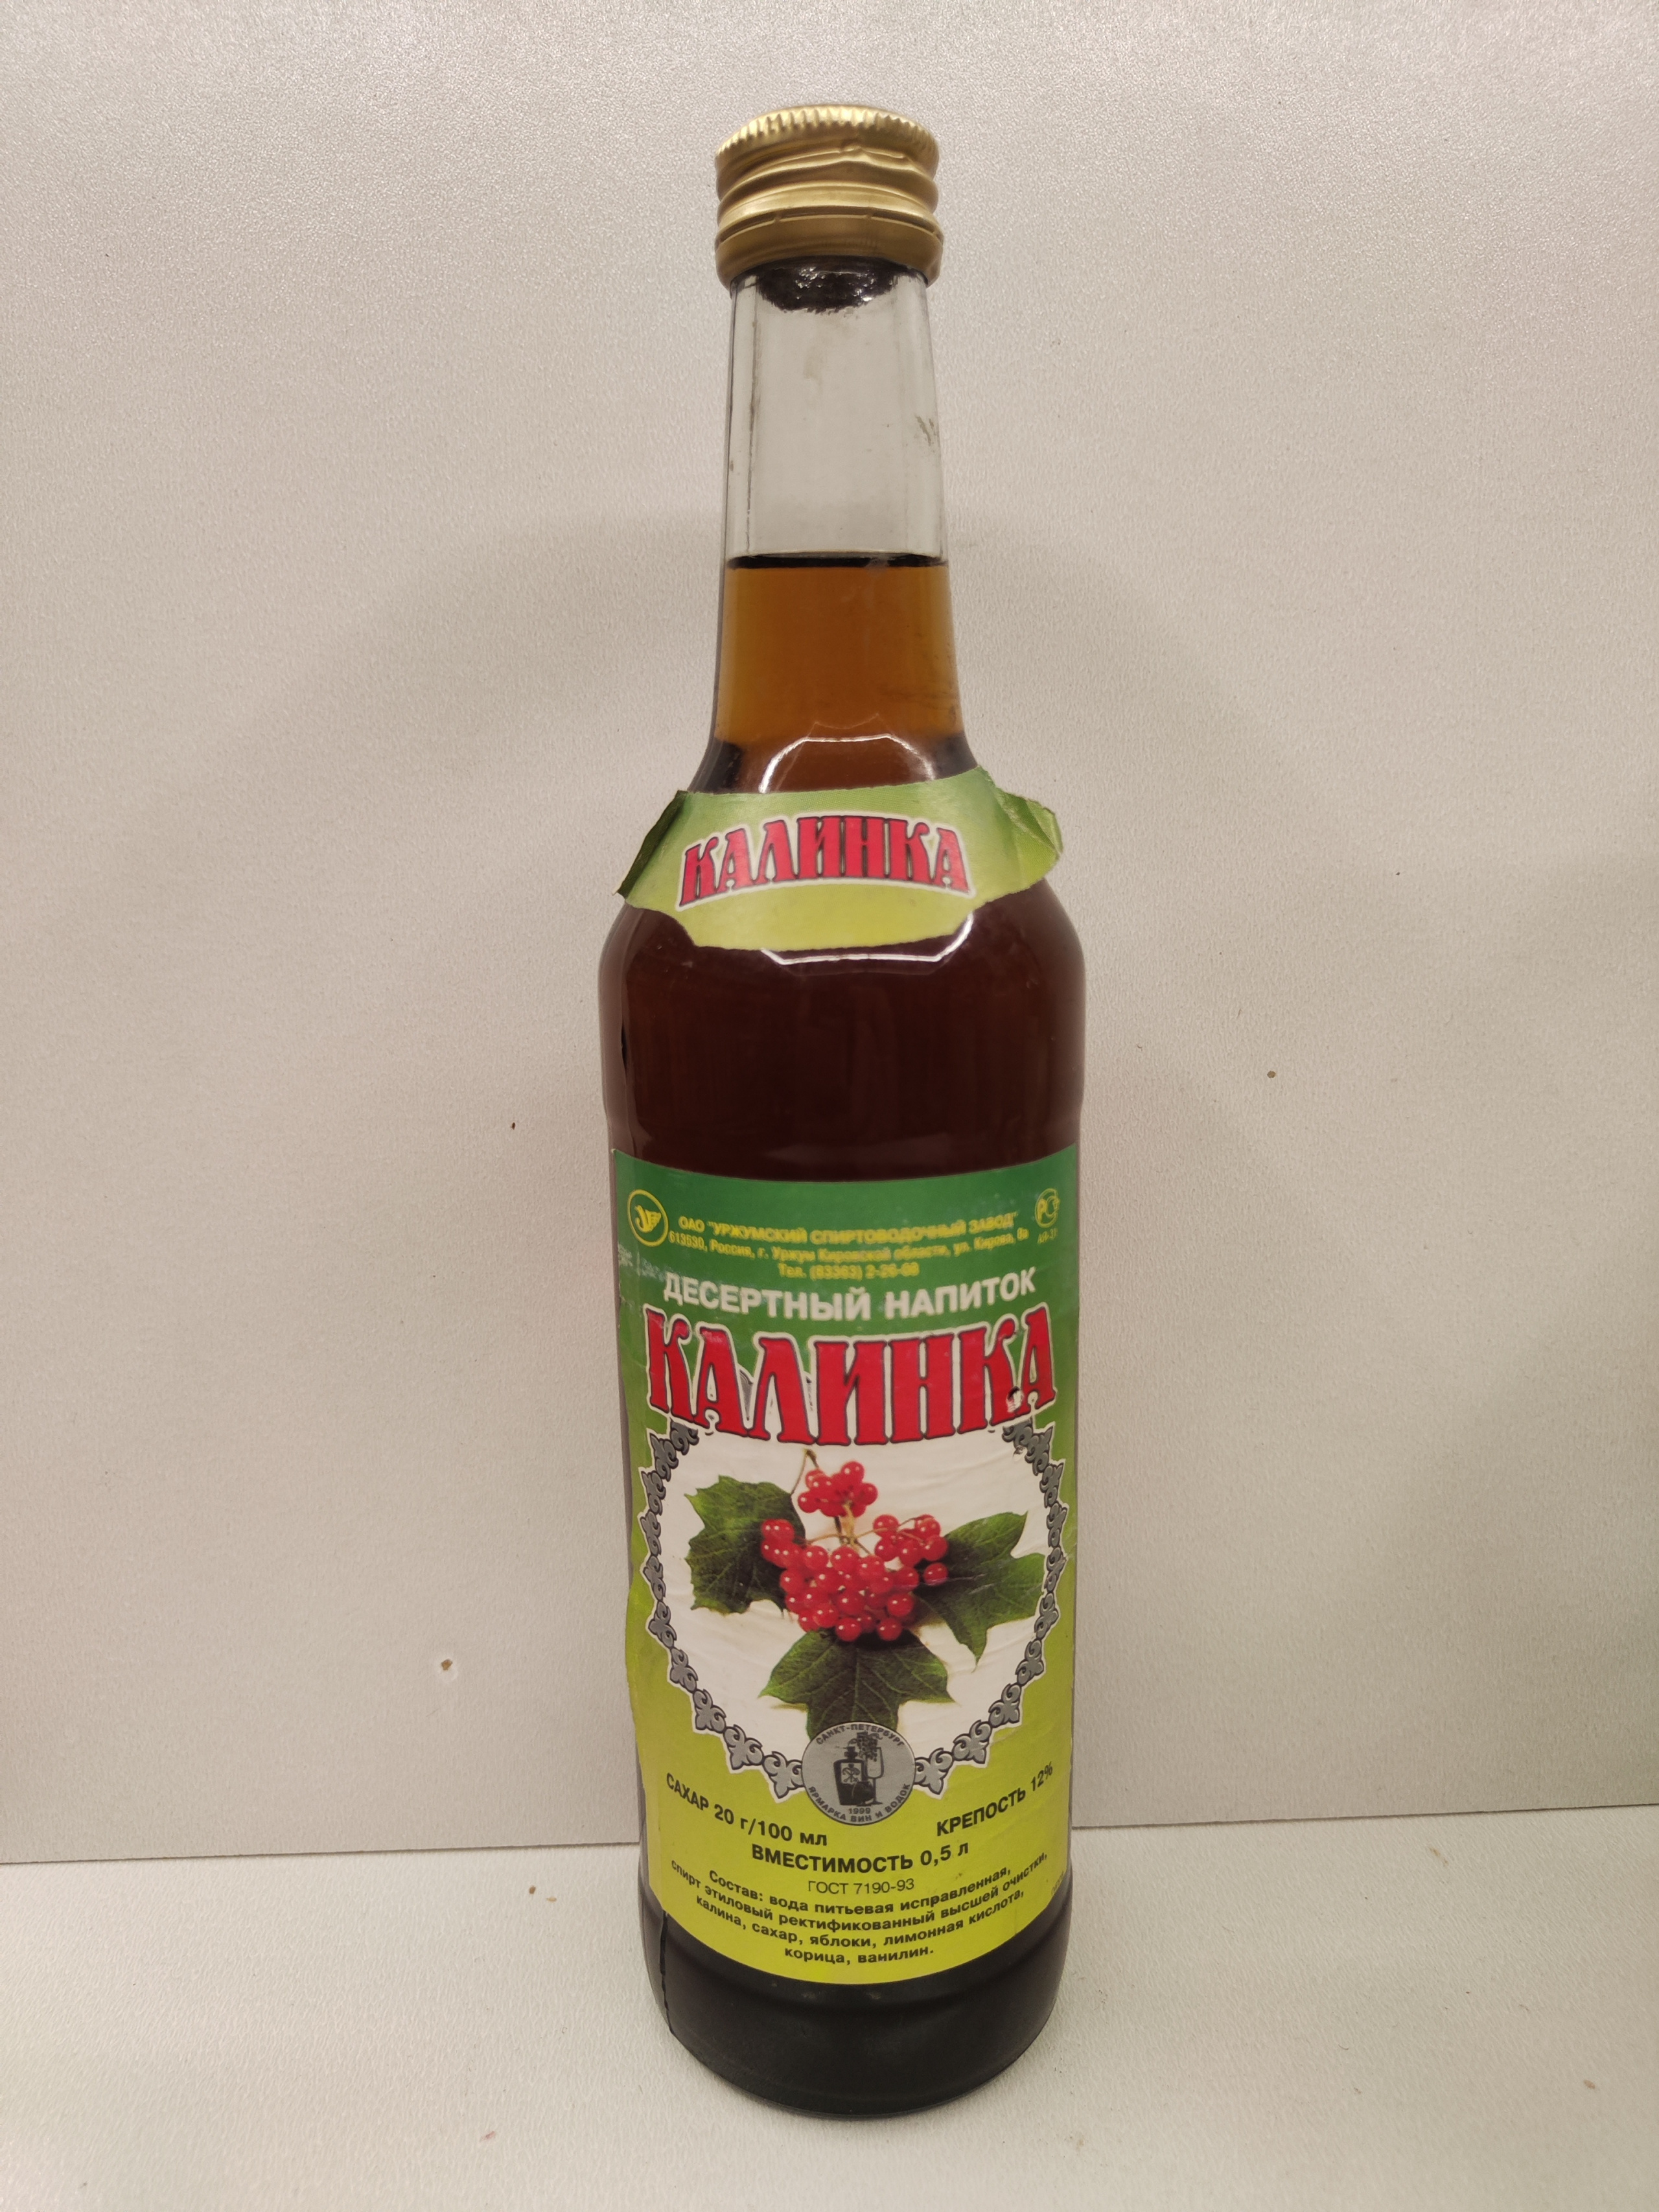 КАЛИНКА
ОАО "УРЖУМСКИЙ СПИРТОВОДОЧНЫЙ ЗАВОД"
613530, Россия, г. Уржум Кировской области, ул. Кирова,
Тел. (83363) 2-26-08
ДЕСЕРТНЫЙ НАПИТОК
КАЛИНКА
САНКТ-ПЕТЕРБУРГ
1999
ЯРМАРКА ВИН И ВОДОК
САХАР 20 г/100 мл
КРЕПОСТЬ 12%
ВМЕСТИМОСТЬ 0,5 л
ГОСТ 7190-93
Состав: вода питьевая исправленная,
спирт этиловый ректификованный высшей очистки,
калина, сахар, яблоки, лимонная кислота,
корица, ванилин.